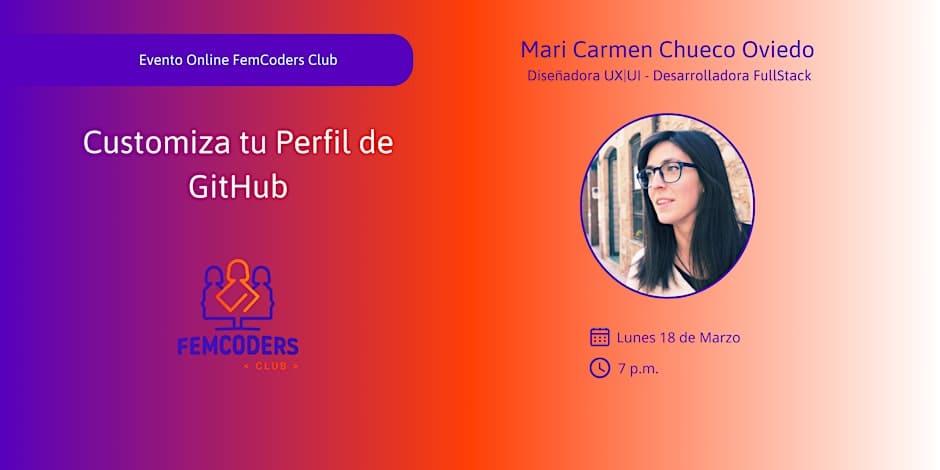 Evento Online FemCoders Club
Customiza tu Perfil de
GitHub
FEMCODERS
< CLUB >
Mari Carmen Chueco Oviedo
Diseñadora UX|UI - Desarrolladora FullStack
Lunes 18 de Marzo
7 p.m.